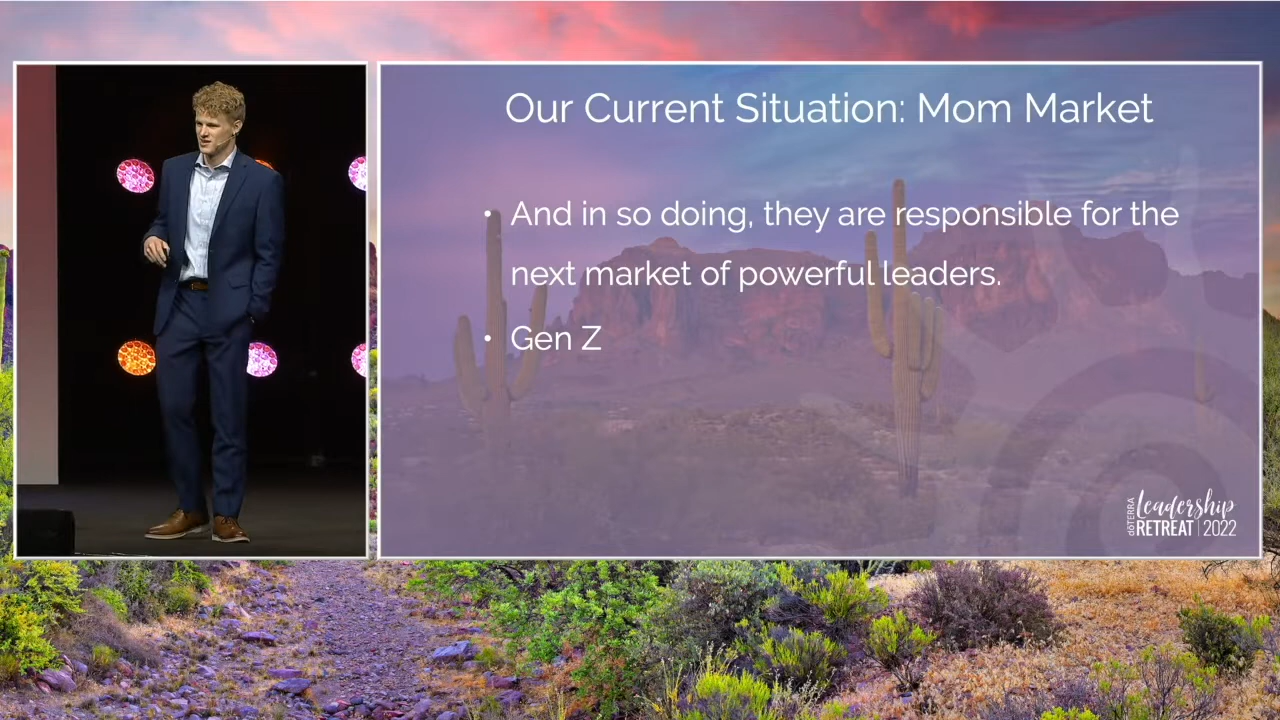 Our Current Situation: Mom Market
• And in so doing, they are responsible for the
next market of powerful leaders.
• Gen Z
dōTERRA Leadership
RETREAT | 2022